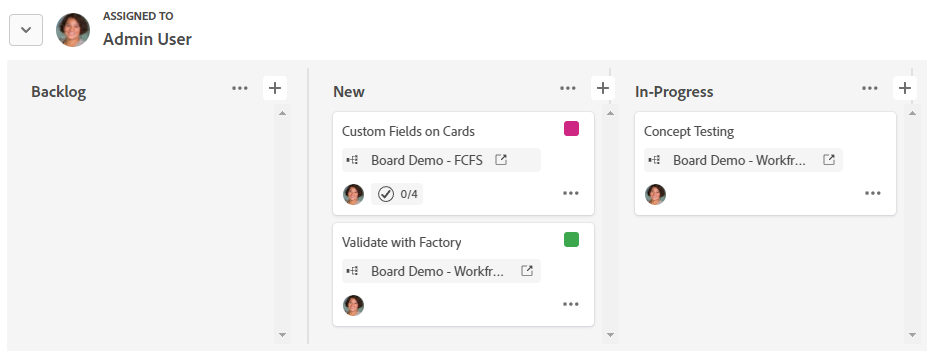 ASSIGNED TO
Admin User
Backlog
New
In-Progress
Custom Fields on Cards
Board Demo - FCFS
0/4
Validate with Factory
Board Demo - Workfr...
Concept Testing
Board Demo - Workfr...